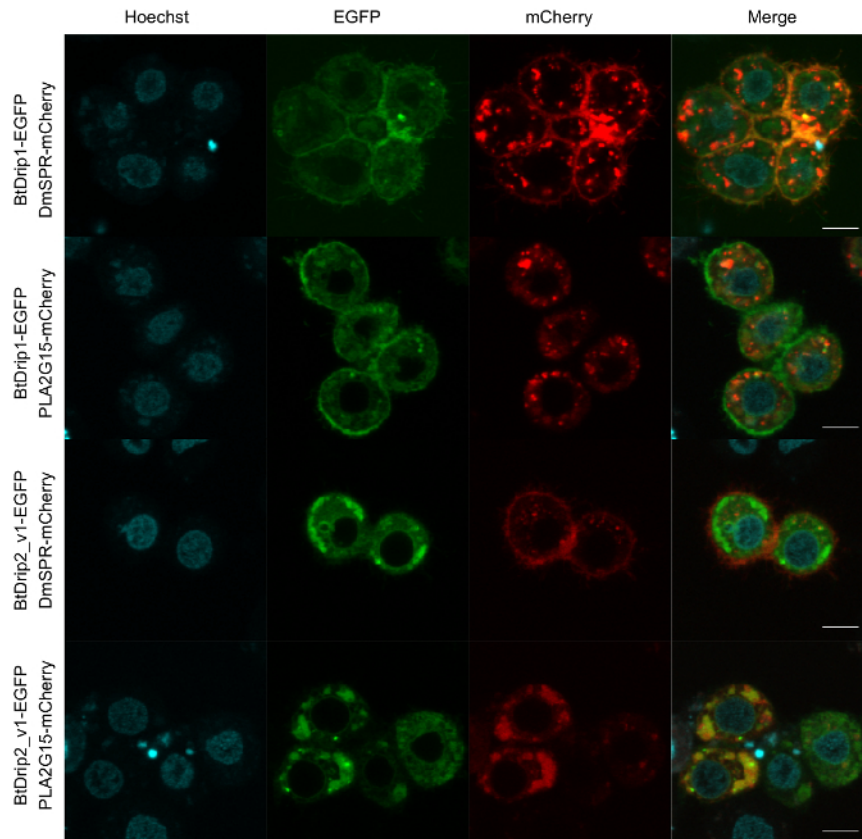 Hoechst EGFP mCherry Merge
BtDrip1-EGFP
DmSPR-mCherry
BtDrip1-EGFP
PLA2G15-mCherry
BtDrip2_v1-EGFP
DmSPR-mCherry
BtDrip2_v1-EGFP
PLA2G15-mCherry